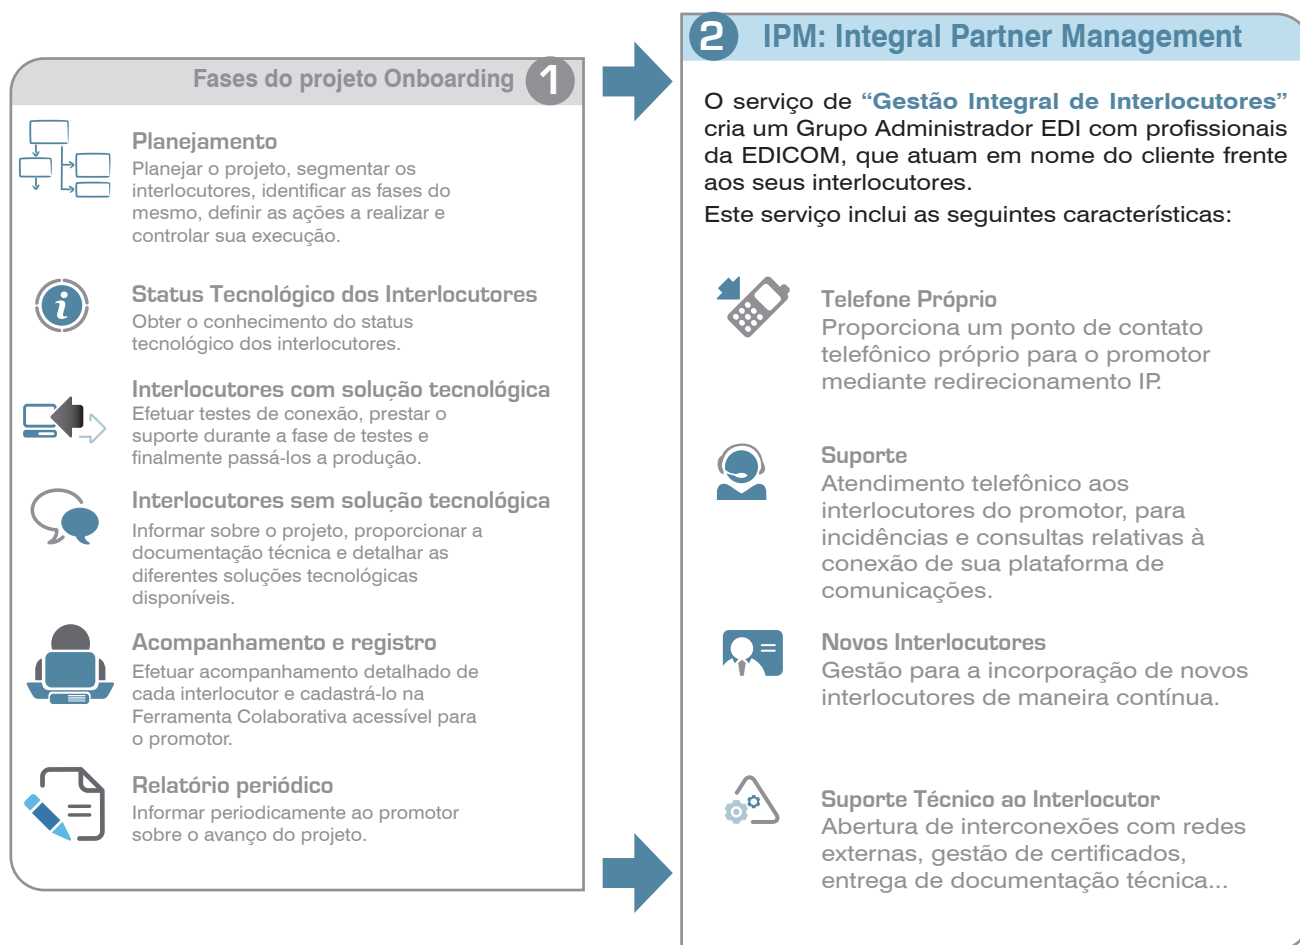 Fases do projeto Onboarding 1
Planejamento
Planejar o projeto, segmentar os
interlocutores, identificar as fases do
mesmo, definir as ações a realizar e
controlar sua execução.
Status Tecnológico dos Interlocutores
Obter o conhecimento do status
tecnológico dos interlocutores.
Interlocutores com solução tecnológica
Efetuar testes de conexão, prestar o
suporte durante a fase de testes e
finalmente passá-los a produção.
Interlocutores sem solução tecnológica
Informar sobre o projeto, proporcionar a
documentação técnica e detalhar as
diferentes soluções tecnológicas
disponíveis.
Acompanhamento e registro
Efetuar acompanhamento detalhado de
cada interlocutor e cadastrá-lo na
Ferramenta Colaborativa acessível para
o promotor.
Relatório periódico
Informar periodicamente ao promotor
sobre o avanço do projeto.
2 IPM: Integral Partner Management
O serviço de “Gestão Integral de Interlocutores”
cria um Grupo Administrador EDI com profissionais
da EDICOM, que atuam em nome do cliente frente
aos seus interlocutores.
Este serviço inclui as seguintes características:
Telefone Próprio
Proporciona um ponto de contato
telefônico próprio para o promotor
mediante redirecionamento IP.
Suporte
Atendimento telefônico aos
interlocutores do promotor, para
incidências e consultas relativas à
conexão de sua plataforma de
comunicações.
Novos Interlocutores
Gestão para a incorporação de novos
interlocutores de maneira contínua.
Suporte Técnico ao Interlocutor
Abertura de interconexões com redes
externas, gestão de certificados,
entrega de documentação técnica...